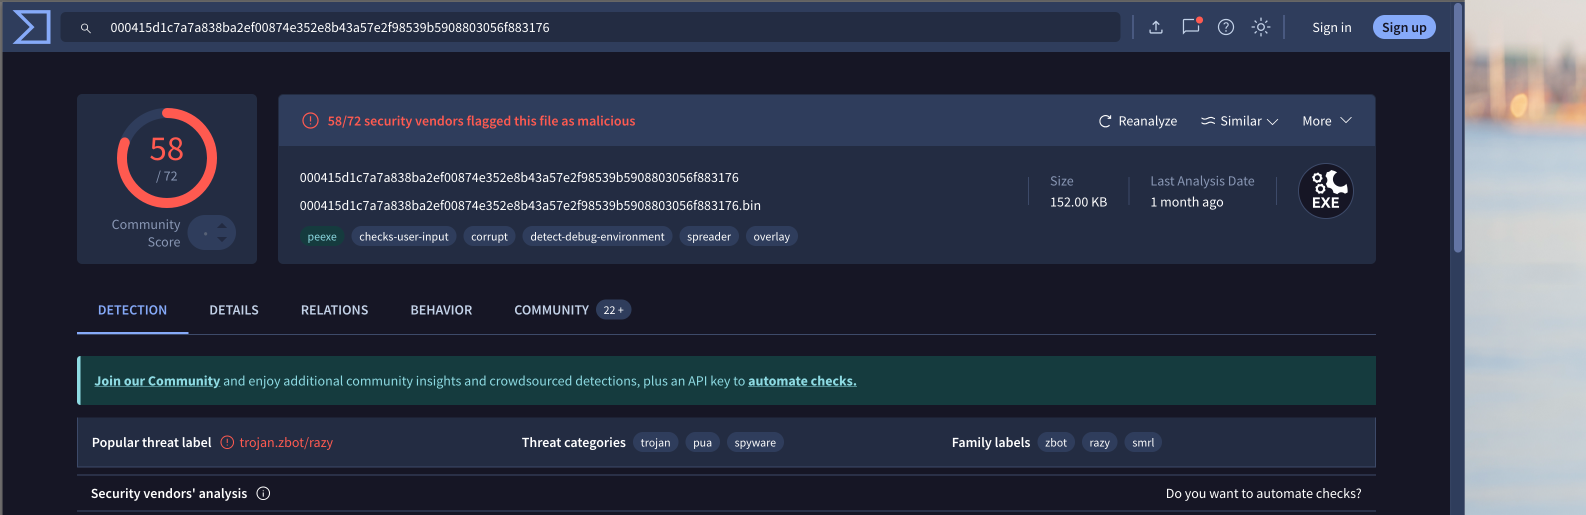 000415d1c7a7a838ba2ef00874e352e8b43a57e2f98539b5908803056f883176
Sign in
Sign up
58
/ 72
Community
Score
58/72 security vendors flagged this file as malicious
Reanalyze
Similar
More
000415d1c7a7a838ba2ef00874e352e8b43a57e2f98539b5908803056f883176
000415d1c7a7a838ba2ef00874e352e8b43a57e2f98539b5908803056f883176.bin
peexe checks-user-input corrupt detect-debug-environment spreader overlay
Size
152.00 KB
Last Analysis Date
1 month ago
EXE
DETECTION DETAILS RELATIONS BEHAVIOR COMMUNITY 22 +
Join our Community and enjoy additional community insights and crowdsourced detections, plus an API key to automate checks.
Popular threat label trojan.zbot/razy Threat categories trojan pua spyware Family labels zbot razy smrl
Security vendors' analysis Do you want to automate checks?